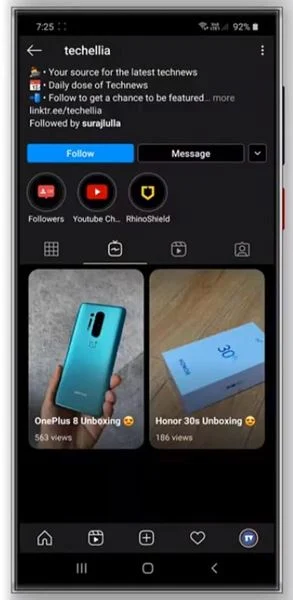 7:25
92%
techellia
• Your source for the latest technews
• Daily dose of Technews
• Follow to get a chance to be featured... more
linktr.ee/techellia
Followed by surajlulla
Follow
Message
Followers
Youtube Ch...
RhinoShield
OnePlus 8 Unboxing 😍
563 views
Honor 30s Unboxing 😍
186 views
HONOR
30